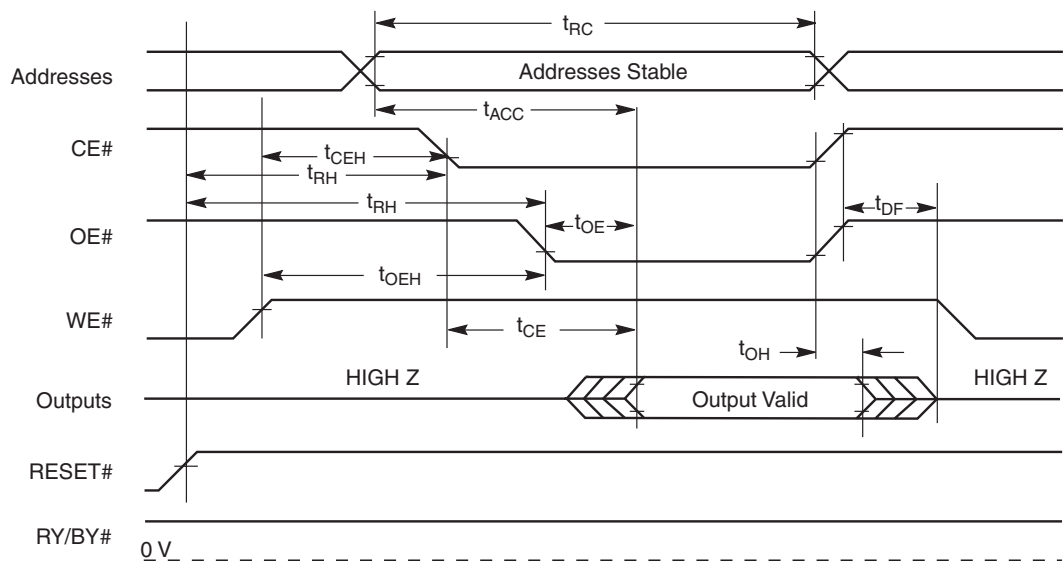 tRC
Addresses
Addresses Stable
tACC
CE#
tCEH
tRH
tRH
tDF
OE#
tOE
tOEH
WE#
tCE
tOH
HIGH Z
HIGH Z
Outputs
Output Valid
RESET#
RY/BY#
0 V